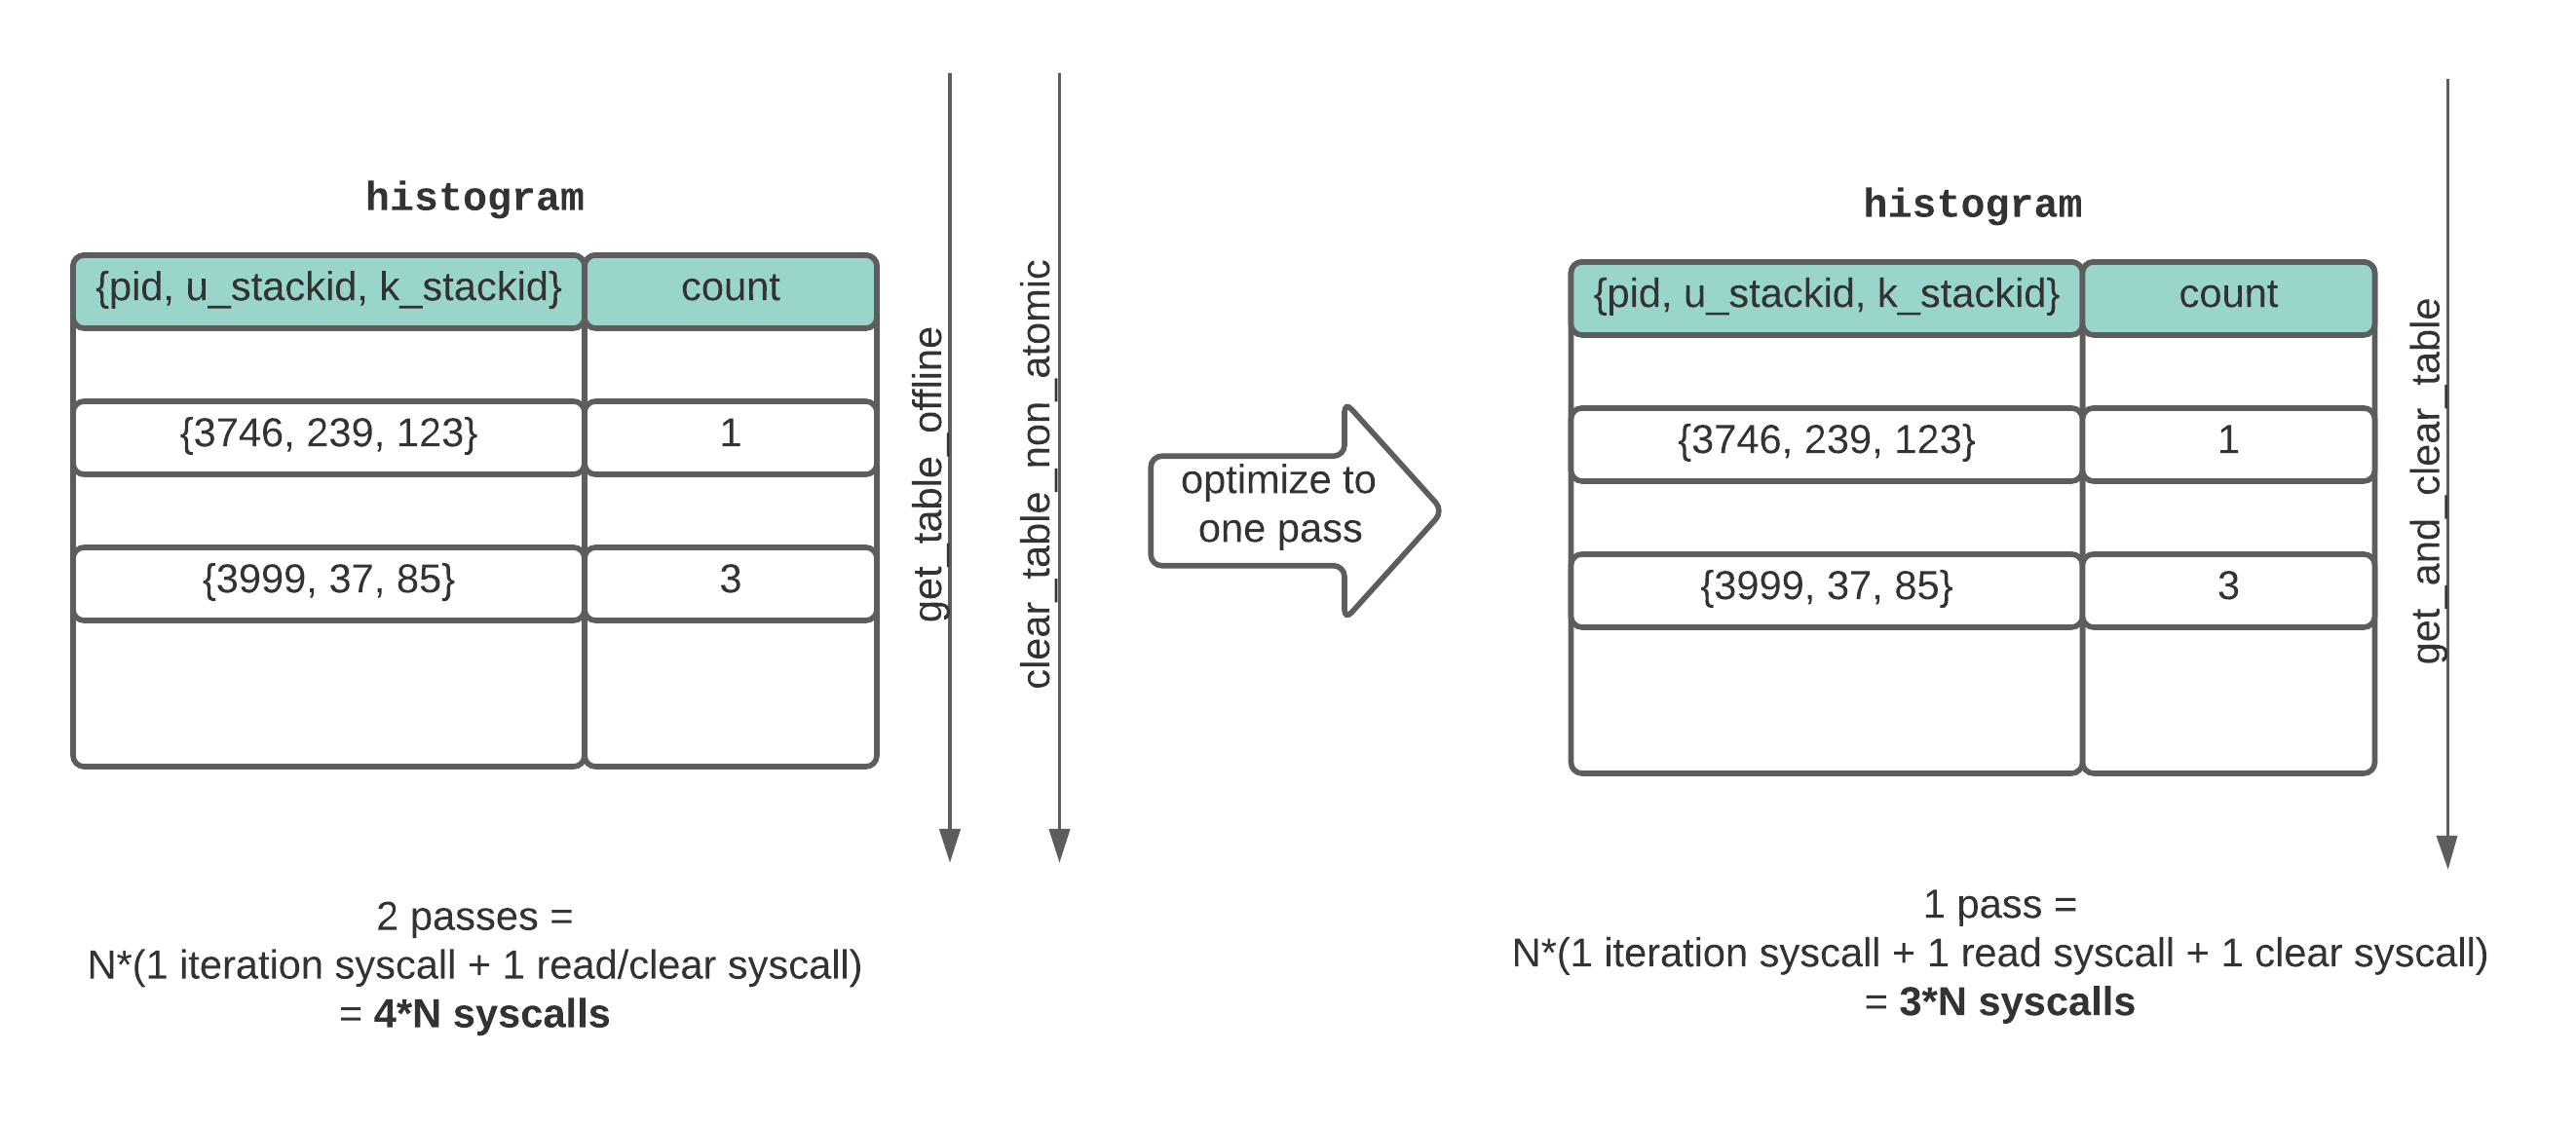 histogram
{pid, u_stackid, k_stackid} count
{3746, 239, 123} 1
{3999, 37, 85} 3
get_table_offline
clear_table_non_atomic
2 passes =
N*(1 iteration syscall + 1 read/clear syscall)
= 4*N syscalls
optimize to
one pass
histogram
{pid, u_stackid, k_stackid} count
{3746, 239, 123} 1
{3999, 37, 85} 3
get_and_clear_table
1 pass =
N*(1 iteration syscall + 1 read syscall + 1 clear syscall)
= 3*N syscalls